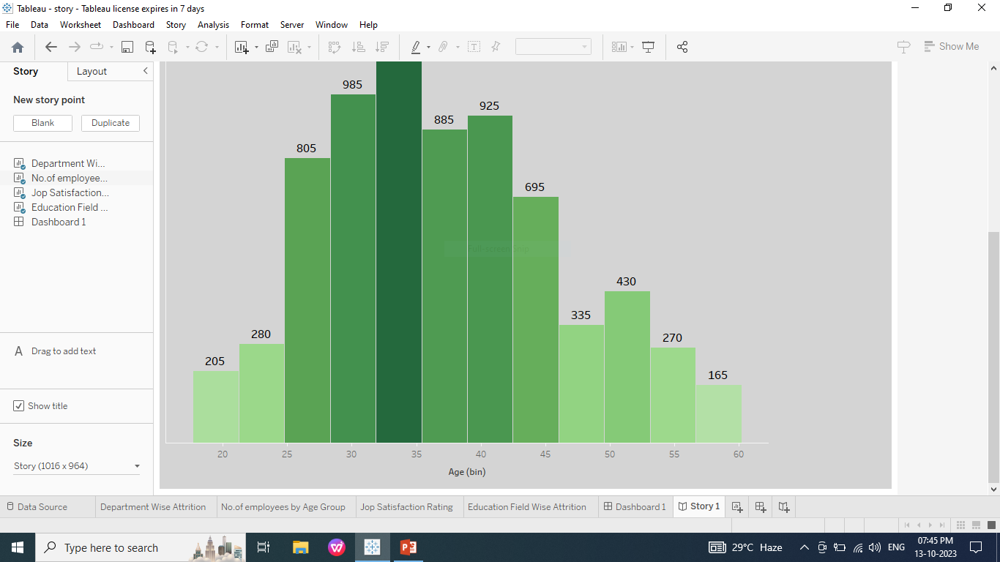 Tableau - story - Tableau license expires in 7 days
File Data Worksheet Dashboard Story Analysis Format Server Window Help
Show Me
Story Layout
New story point
Blank Duplicate
Department Wi...
No.of employee...
Jop Satisfaction...
Education Field ...
Dashboard 1
A Drag to add text
Show title
Size
Story (1016 x 964)
985
925
885
805
695
430
335
280
270
205
165
Full-screen Snip
20 25 30 35 40 45 50 55 60
Age (bin)
Data Source Department Wise Attrition No.of employees by Age Group Jop Satisfaction Rating Education Field Wise Attrition Dashboard 1 Story 1
Type here to search
29°C Haze
ENG
07:45 PM
13-10-2023